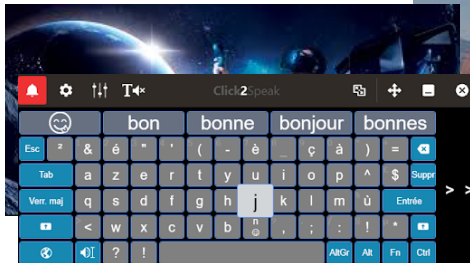 Click2Speak
bon bonne bonjour bonnes
Esc ² & é " ' ( - è _ ç à ) =
Tab a z e r t y u i o p ^ $ Suppr
Verr. maj q s d f g h j k l m ù Entrée
< w x c v b n , ; : ! *
? ! AltGr Alt Fn Ctrl
> >